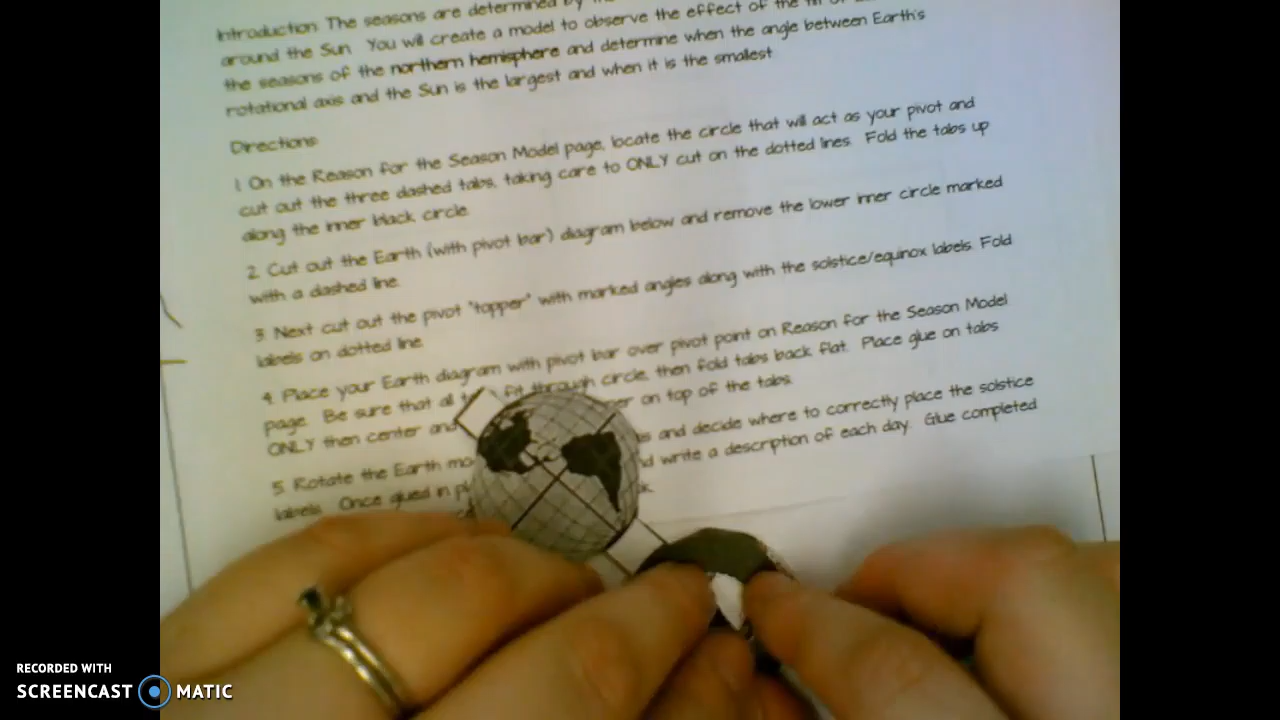 Introduction The seasons are determined by the
around the Sun. You will create a model to observe the effect of the tilt of
the seasons of the northern hemisphere and determine when the angle between Earth's
rotational axis and the Sun is the largest and when it is the smallest
Directions
1. On the Reason for the Season Model page, locate the circle that will act as your pivot and
cut out the three dashed tabs, taking care to ONLY cut on the dotted lines. Fold the tabs up
along the inner black circle.
2. Cut out the Earth (with pivot bar) diagram below and remove the lower inner circle marked
with a dashed line.
3. Next cut out the pivot "topper" with marked angles along with the solstice/equinox labels. Fold
labels on dotted line
4. Place your Earth diagram with pivot bar over pivot point on Reason for the Season Model
page. Be sure that all fit through circle, then fold tabs back flat. Place glue on tabs
ONLY then center and on top of the tabs.
5. Rotate the Earth and decide where to correctly place the solstice
labels. Once glued in write a description of each day. Glue completed
RECORDED WITH
SCREENCAST MATIC